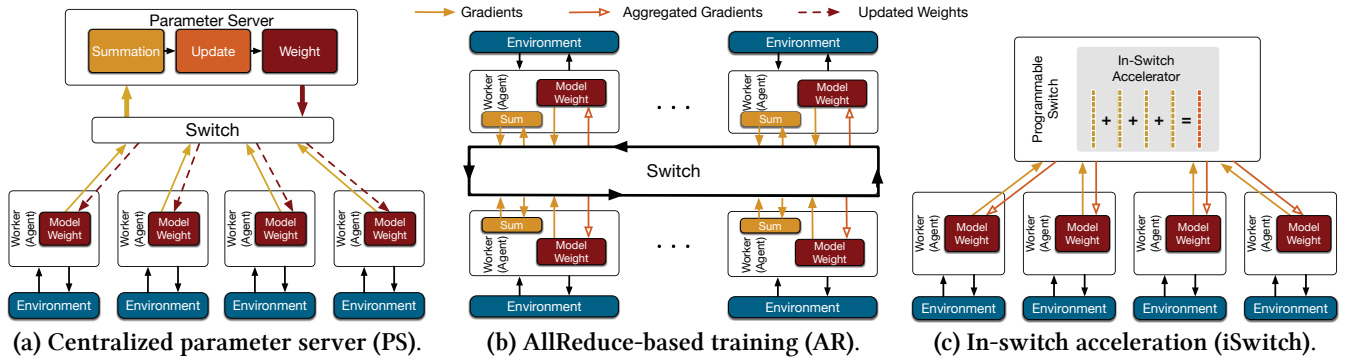 Gradients Aggregated Gradients Updated Weights
Parameter Server
Summation Update Weight
Switch
Worker (Agent) Model Weight
Worker (Agent) Model Weight
Worker (Agent) Model Weight
Worker (Agent) Model Weight
Environment Environment Environment Environment
(a) Centralized parameter server (PS).
Environment Environment
Worker (Agent) Model Weight Sum
. . .
Worker (Agent) Model Weight Sum
Switch
Worker (Agent) Sum Model Weight
. . .
Worker (Agent) Sum Model Weight
Environment Environment
(b) AllReduce-based training (AR).
Programmable Switch
In-Switch
Accelerator
+ + + =
Worker (Agent) Model Weight
Worker (Agent) Model Weight
Worker (Agent) Model Weight
Worker (Agent) Model Weight
Environment Environment Environment Environment
(c) In-switch acceleration (iSwitch).